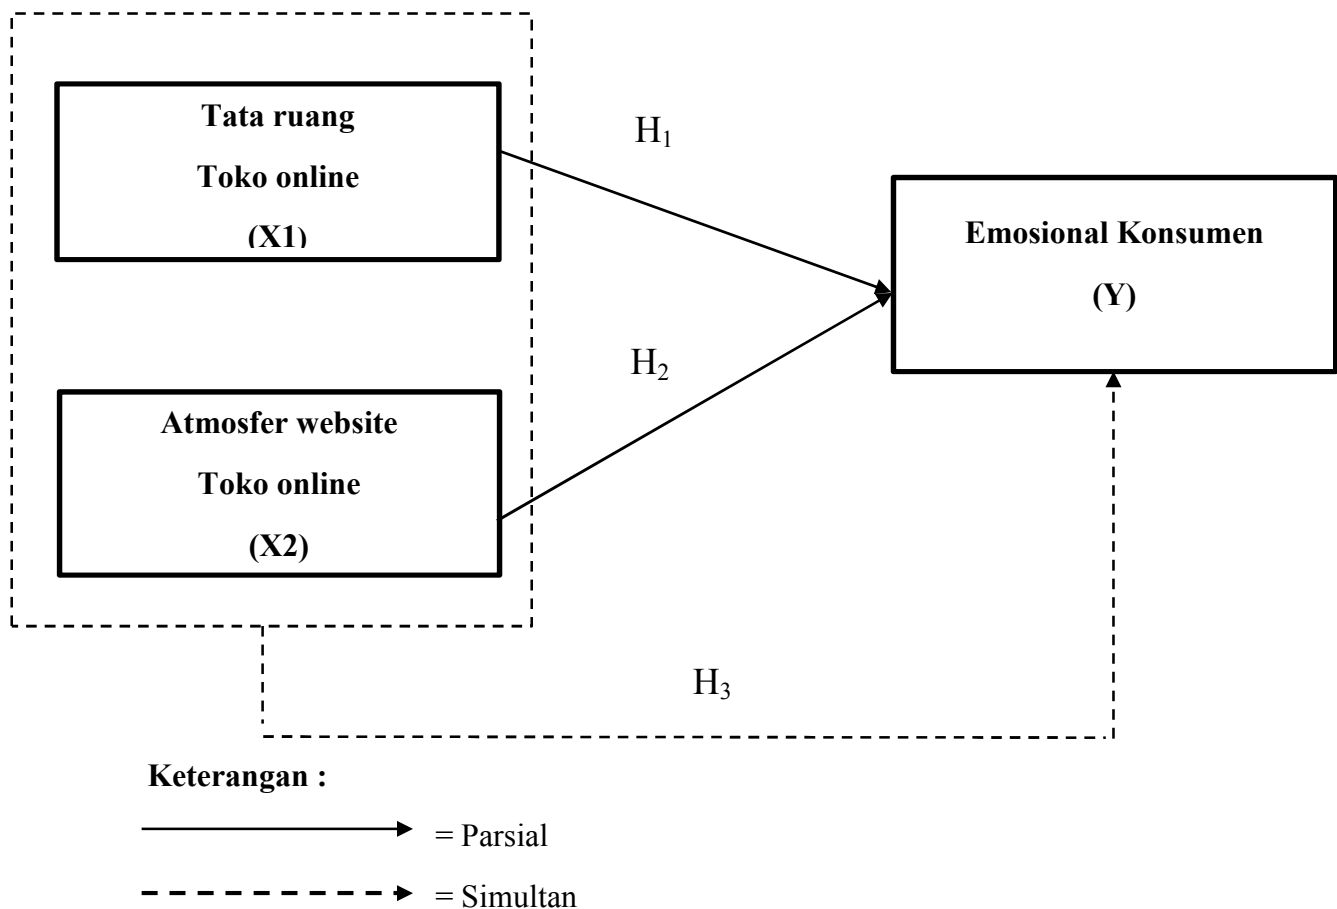 Tata ruang
Toko online
(X1)
H1
Emosional Konsumen
(Y)
H2
Atmosfer website
Toko online
(X2)
H3
Keterangan :
= Parsial
= Simultan